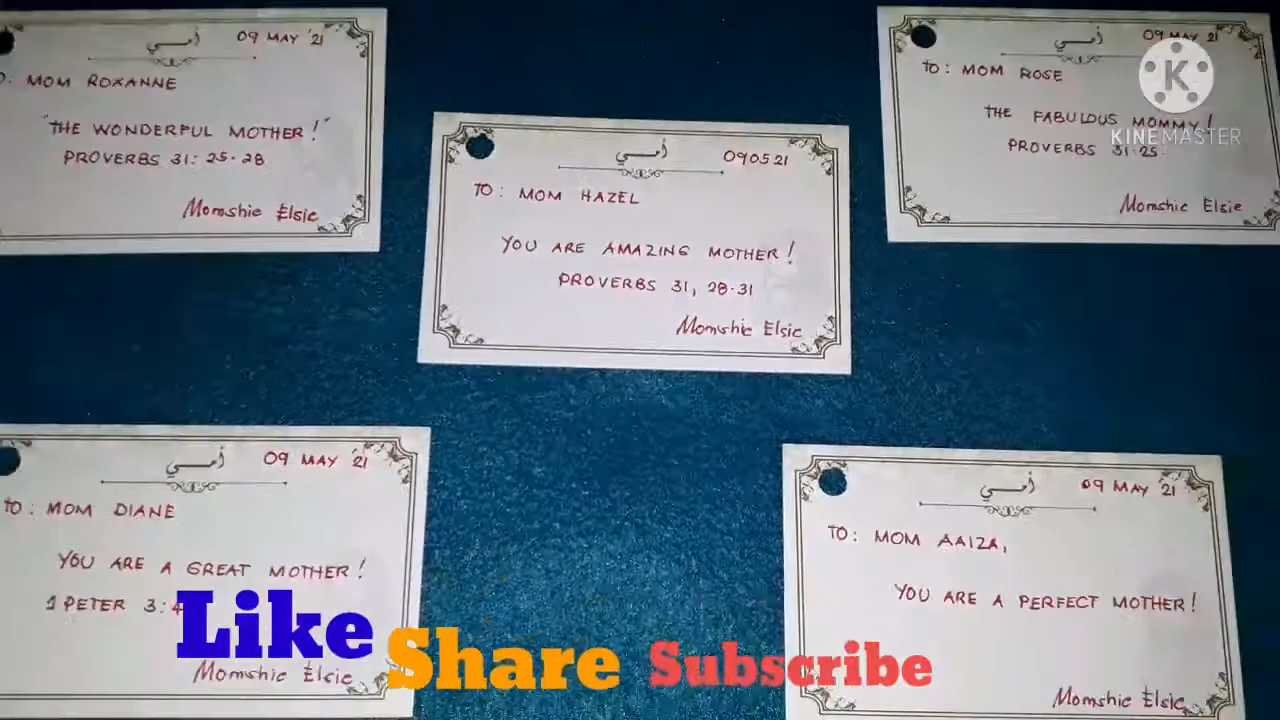 أمي
09 MAY '21
MOM ROXANNE
"THE WONDERFUL MOTHER!"
PROVERBS 31:25-28
Momshie Elsie
أمي
090521
TO: MOM HAZEL
YOU ARE AMAZING MOTHER!
PROVERBS 31, 28-31
Momshie Elsie
أمي
09 MAY 21
TO: MOM ROSE
THE FABULOUS MOMMY!
PROVERBS 31:25
Momshie Elsie
K
KINEMASTER
أمي
09 MAY '21
TO: MOM DIANE
YOU ARE A GREAT MOTHER!
1 PETER 3:4
Momshie Elsie
أمي
09 MAY '21
TO: MOM AAIZA,
YOU ARE A PERFECT MOTHER!
Momshie Elsie
Like Share Subscribe